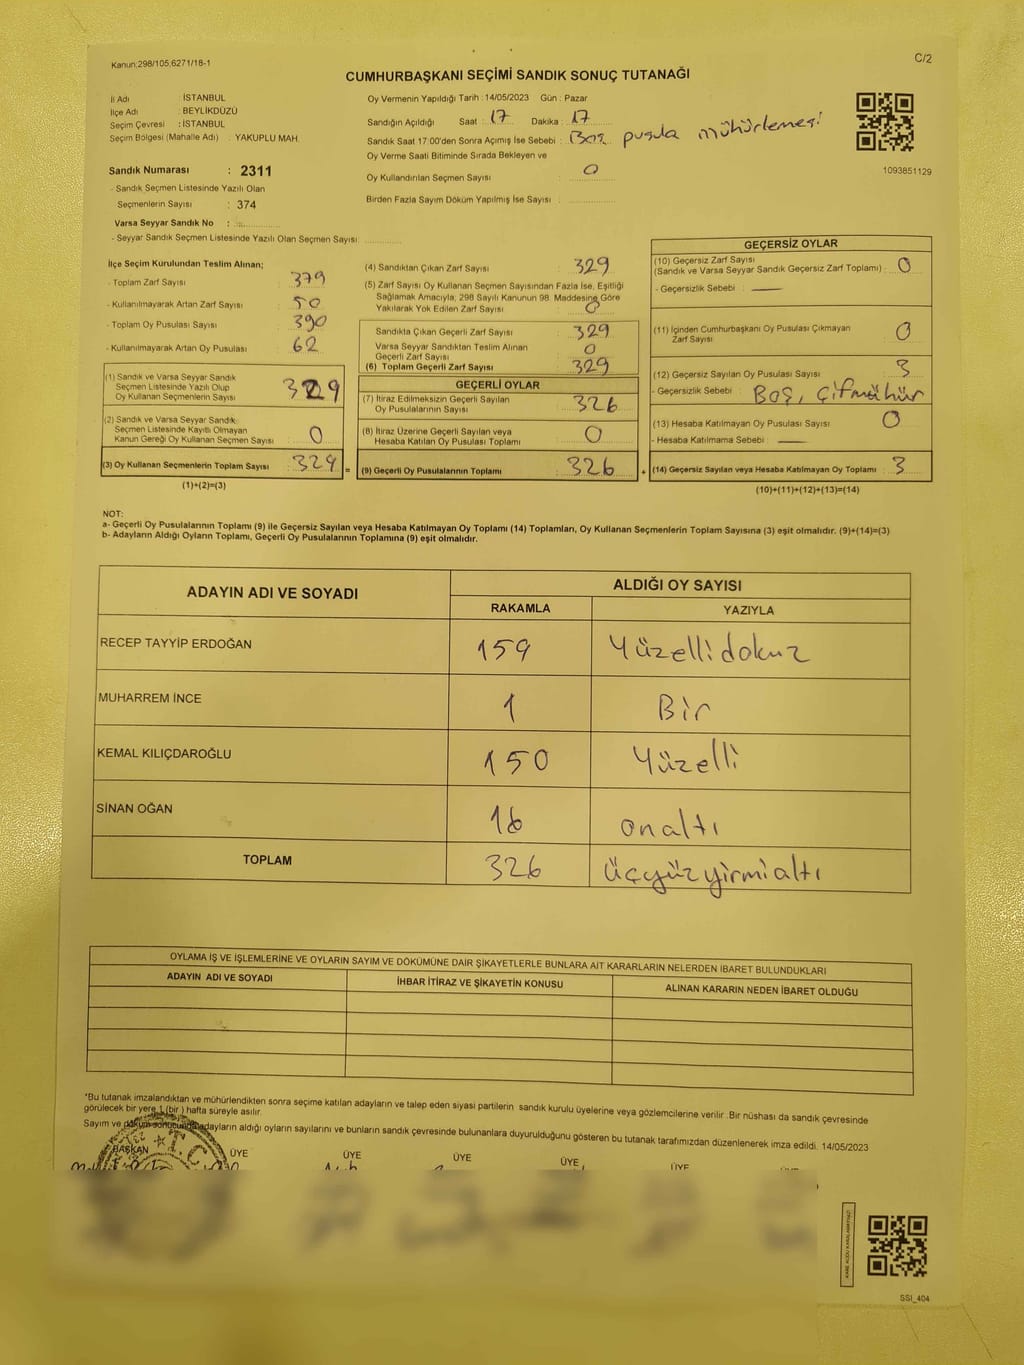 Kanun:298/105,6271/18-1
C/2
CUMHURBAŞKANI SEÇİMİ SANDIK SONUÇ TUTANAĞI
İl Adı : İSTANBUL
İlçe Adı : BEYLİKDÜZÜ
Seçim Çevresi : İSTANBUL
Seçim Bölgesi (Mahalle Adı) : YAKUPLU MAH.
Sandık Numarası : 2311
- Sandık Seçmen Listesinde Yazılı Olan
Seçmenlerin Sayısı : 374
Varsa Seyyar Sandık No :
- Seyyar Sandık Seçmen Listesinde Yazılı Olan Seçmen Sayısı
Oy Vermenin Yapıldığı Tarih : 14/05/2023 Gün : Pazar
Sandığın Açıldığı Saat : 17 Dakika : 17
Sandık Saat 17:00'den Sonra Açımış İse Sebebi : Boş pusula mühürlemesi
Oy Verme Saati Bitiminde Sırada Bekleyen ve
Oy Kullandırılan Seçmen Sayısı : 0
Birden Fazla Sayım Döküm Yapılmış İse Sayısı :
1093851129
İlçe Seçim Kurulundan Teslim Alınan;
- Toplam Zarf Sayısı : 379
- Kullanılmayarak Artan Zarf Sayısı : 50
- Toplam Oy Pusulası Sayısı : 390
- Kullanılmayarak Artan Oy Pusulası : 62
(1) Sandık ve Varsa Seyyar Sandık
Seçmen Listesinde Yazılı Olup
Oy Kullanan Seçmenlerin Sayısı : 329
(2) Sandık ve Varsa Seyyar Sandık
Seçmen Listesinde Kayıtlı Olmayan
Kanun Gereği Oy Kullanan Seçmen Sayısı : 0
(3) Oy Kullanan Seçmenlerin Toplam Sayısı : 329 =
(1)+(2)=(3)
(4) Sandıktan Çıkan Zarf Sayısı : 329
(5) Zarf Sayısı Oy Kullanan Seçmen Sayısından Fazla İse, Eşitliği
Sağlamak Amacıyla; 298 Sayılı Kanunun 98. Maddesine Göre
Yakılarak Yok Edilen Zarf Sayısı : 0
Sandıkta Çıkan Geçerli Zarf Sayısı : 329
Varsa Seyyar Sandıktan Teslim Alınan
Geçerli Zarf Sayısı : 0
(6) Toplam Geçerli Zarf Sayısı : 329
GEÇERLİ OYLAR
(7) İtiraz Edilmeksizin Geçerli Sayılan
Oy Pusulalarının Sayısı : 326
(8) İtiraz Üzerine Geçerli Sayılan veya
Hesaba Katılan Oy Pusulası Toplamı : 0
(9) Geçerli Oy Pusulalarının Toplamı : 326 +
GEÇERSİZ OYLAR
(10) Geçersiz Zarf Sayısı
(Sandık ve Varsa Seyyar Sandık Geçersiz Zarf Toplamı) : 0
- Geçersizlik Sebebi :
(11) İçinden Cumhurbaşkanı Oy Pusulası Çıkmayan
Zarf Sayısı : 0
(12) Geçersiz Sayılan Oy Pusulası Sayısı : 3
- Geçersizlik Sebebi : Boş, Çift mühür
(13) Hesaba Katılmayan Oy Pusulası Sayısı : 0
- Hesaba Katılmama Sebebi :
(14) Geçersiz Sayılan veya Hesaba Katılmayan Oy Toplamı : 3
(10)+(11)+(12)+(13)=(14)
NOT:
a- Geçerli Oy Pusulalarının Toplamı (9) ile Geçersiz Sayılan veya Hesaba Katılmayan Oy Toplamı (14) Toplamları, Oy Kullanan Seçmenlerin Toplam Sayısına (3) eşit olmalıdır. (9)+(14)=(3)
b- Adayların Aldığı Oyların Toplamı, Geçerli Oy Pusulalarının Toplamına (9) eşit olmalıdır.
ADAYIN ADI VE SOYADI ALDIĞI OY SAYISI
RAKAMLA YAZIYLA
RECEP TAYYİP ERDOĞAN 159 Yüzellidokuz
MUHARREM İNCE 1 Bir
KEMAL KILIÇDAROĞLU 150 Yüzelli
SİNAN OĞAN 16 onaltı
TOPLAM 326 üçyüzyirmialtı
OYLAMA İŞ VE İŞLEMLERİNE VE OYLARIN SAYIM VE DÖKÜMÜNE DAİR ŞİKAYETLERLE BUNLARA AİT KARARLARIN NELERDEN İBARET BULUNDUKLARI
ADAYIN ADI VE SOYADI İHBAR İTİRAZ VE ŞİKAYETİN KONUSU ALINAN KARARIN NEDEN İBARET OLDUĞU
*Bu tutanak imzalandıktan ve mühürlendikten sonra seçime katılan adayların ve talep eden siyasi partilerin sandık kurulu üyelerine veya gözlemcilerine verilir .Bir nüshası da sandık çevresinde
görülecek bir yere 1 (bir ) hafta süreyle asılır.
Sayım ve döküm sonucunda adayların aldığı oyların sayılarını ve bunların sandık çevresinde bulunanlara duyurulduğunu gösteren bu tutanak tarafımızdan düzenlenerek imza edildi. 14/05/2023
BAŞKAN ÜYE ÜYE ÜYE ÜYE ÜYE
T.C.
SSİ_404